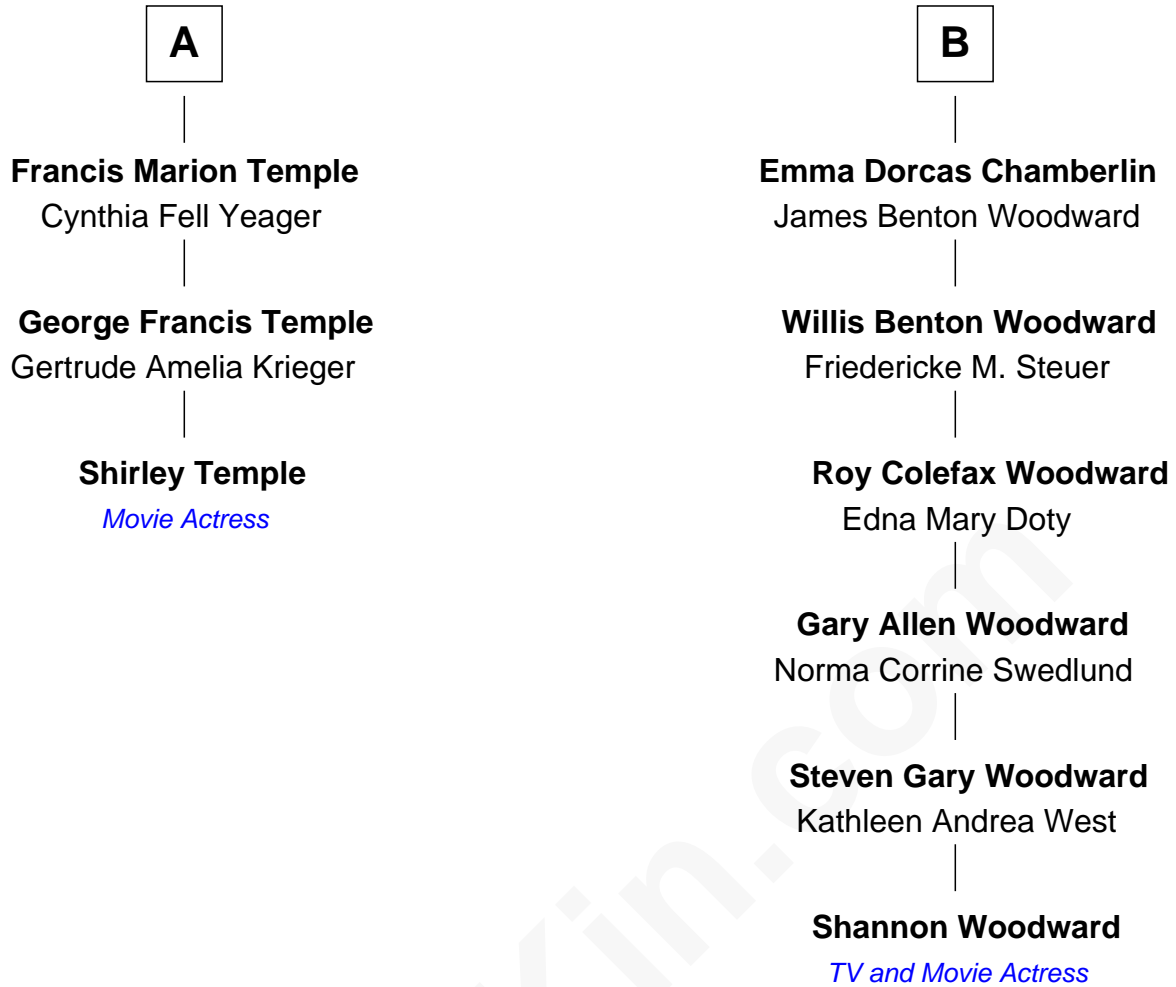 A
Francis Marion Temple
Cynthia Fell Yeager
George Francis Temple
Gertrude Amelia Krieger
Shirley Temple
Movie Actress
B
Emma Dorcas Chamberlin
James Benton Woodward
Willis Benton Woodward
Friedericke M. Steuer
Roy Colefax Woodward
Edna Mary Doty
Gary Allen Woodward
Norma Corrine Swedlund
Steven Gary Woodward
Kathleen Andrea West
Shannon Woodward
TV and Movie Actress